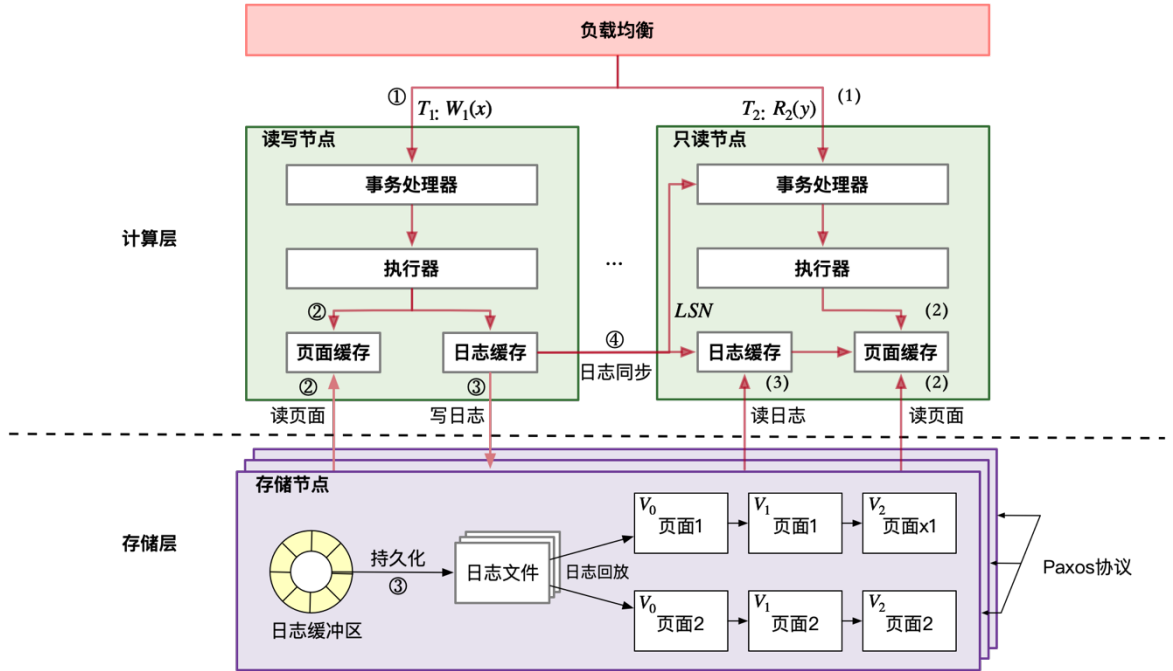 负载均衡
① T₁: W₁(x)
T₂: R₂(y) (1)
读写节点
只读节点
事务处理器
事务处理器
计算层
执行器
...
执行器
②
LSN
(2)
页面缓存
日志缓存
④
日志同步
日志缓存
页面缓存
②
③
(3)
(2)
读页面
写日志
读日志
读页面
存储节点
V₀ 页面1
V₁ 页面1
V₂ 页面x1
存储层
持久化
③
日志文件
日志回放
Paxos协议
V₀ 页面2
V₁ 页面2
V₂ 页面2
日志缓冲区